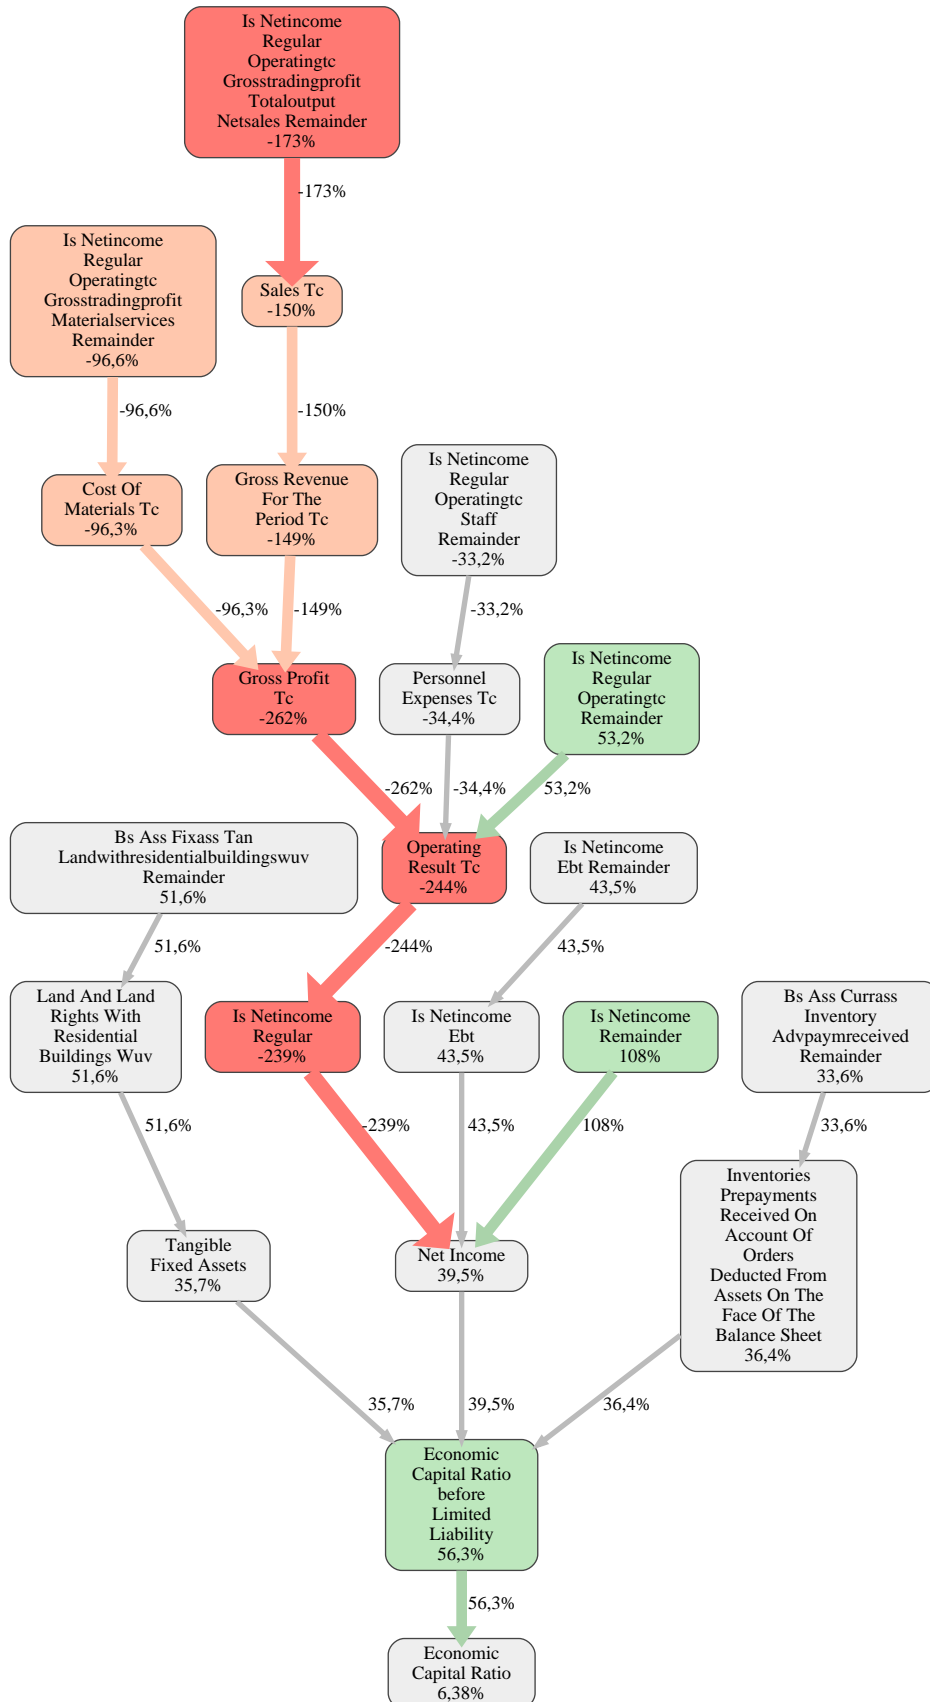 Is Netincome
Regular
Operatingtc
Grosstradingprofit
Totaloutput
Netsales Remainder
-173%
-173%
Is Netincome
Regular
Operatingtc
Grosstradingprofit
Materialservices
Remainder
-96,6%
Sales Tc
-150%
-96,6%
-150%
Is Netincome
Regular
Operatingtc
Staff
Remainder
-33,2%
Cost Of
Materials Tc
-96,3%
Gross Revenue
For The
Period Tc
-149%
-96,3%
-149%
-33,2%
Gross Profit
Tc
-262%
Personnel
Expenses Tc
-34,4%
Is Netincome
Regular
Operatingtc
Remainder
53,2%
-262%
-34,4%
53,2%
Bs Ass Fixass Tan
Landwithresidentialbuildingswuv
Remainder
51,6%
Operating
Result Tc
-244%
Is Netincome
Ebt Remainder
43,5%
51,6%
-244%
43,5%
Land And Land
Rights With
Residential
Buildings Wuv
51,6%
Is Netincome
Regular
-239%
Is Netincome
Ebt
43,5%
Is Netincome
Remainder
108%
Bs Ass Currass
Inventory
Advpaymreceived
Remainder
33,6%
51,6%
-239%
43,5%
108%
33,6%
Tangible
Fixed Assets
35,7%
Net Income
39,5%
Inventories
Prepayments
Received On
Account Of
Orders
Deducted From
Assets On The
Face Of The
Balance Sheet
36,4%
35,7%
39,5%
36,4%
Economic
Capital Ratio
before
Limited
Liability
56,3%
56,3%
Economic
Capital Ratio
6,38%